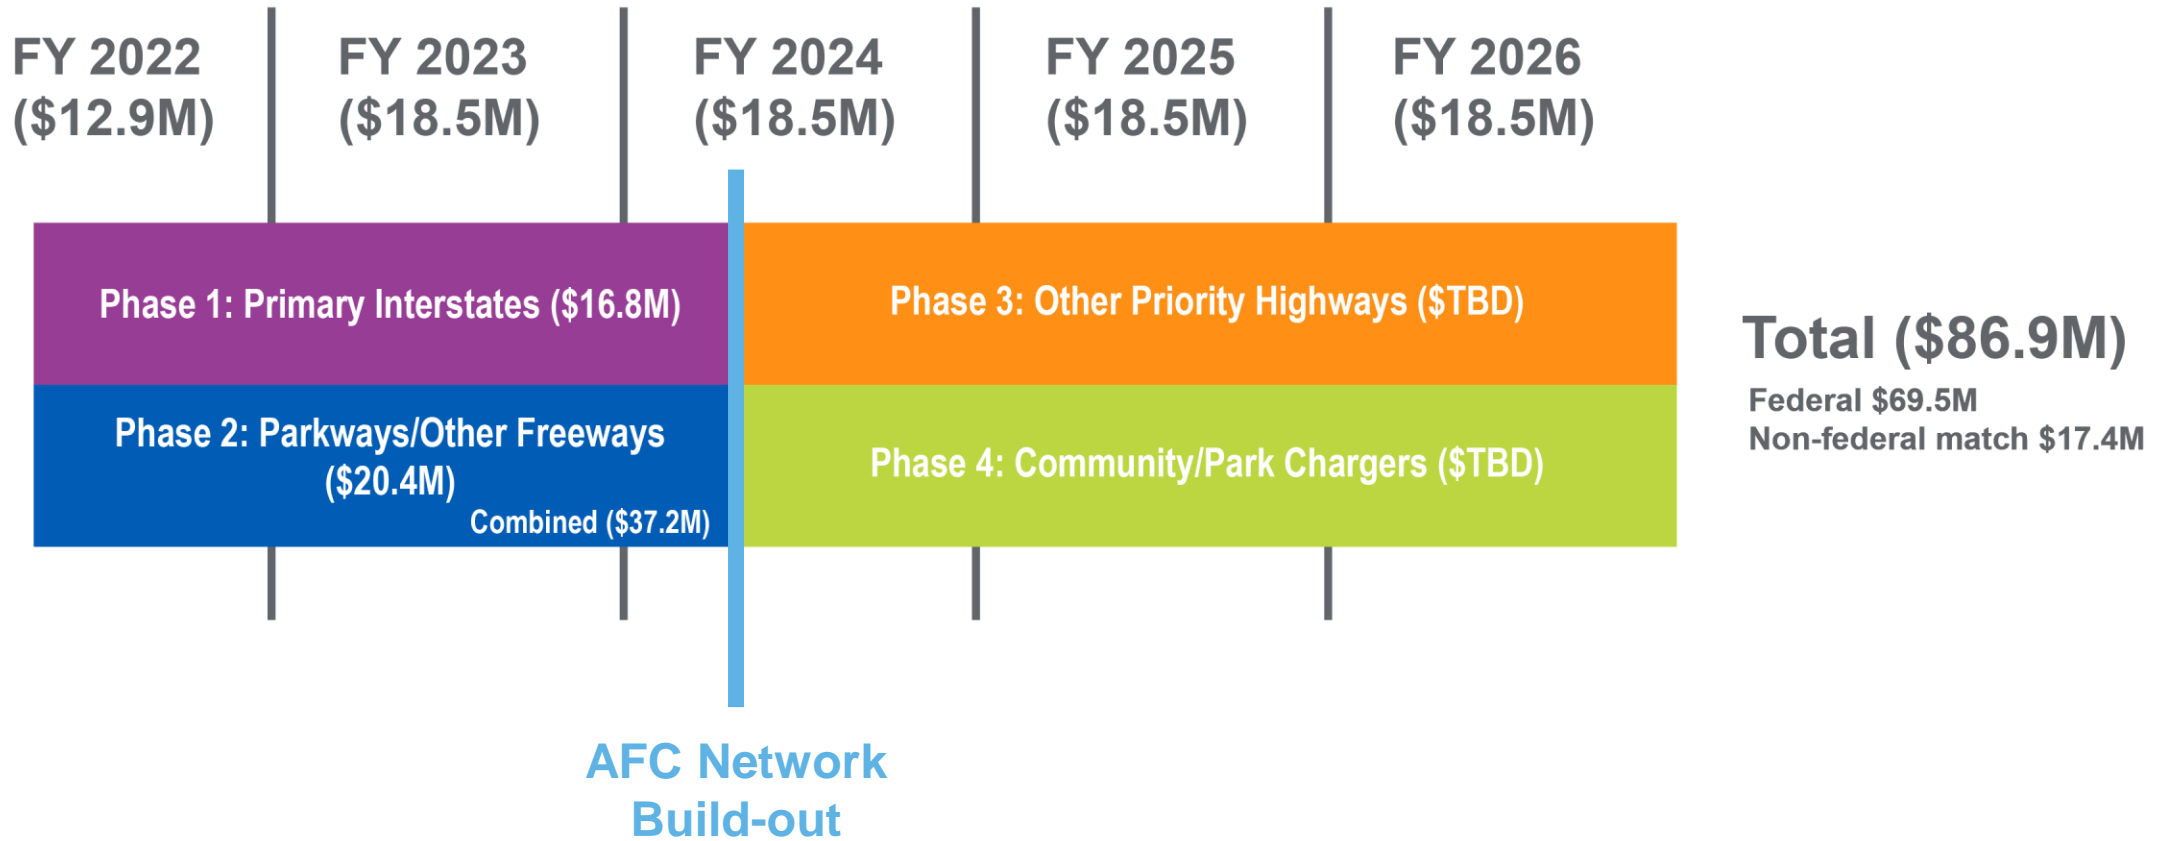 FY 2022
($12.9M)
FY 2023
($18.5M)
FY 2024
($18.5M)
FY 2025
($18.5M)
FY 2026
($18.5M)
Phase 1: Primary Interstates ($16.8M)
Phase 3: Other Priority Highways ($TBD)
Phase 2: Parkways/Other Freeways
($20.4M)
Combined ($37.2M)
Phase 4: Community/Park Chargers ($TBD)
Total ($86.9M)
Federal $69.5M
Non-federal match $17.4M
AFC Network
Build-out